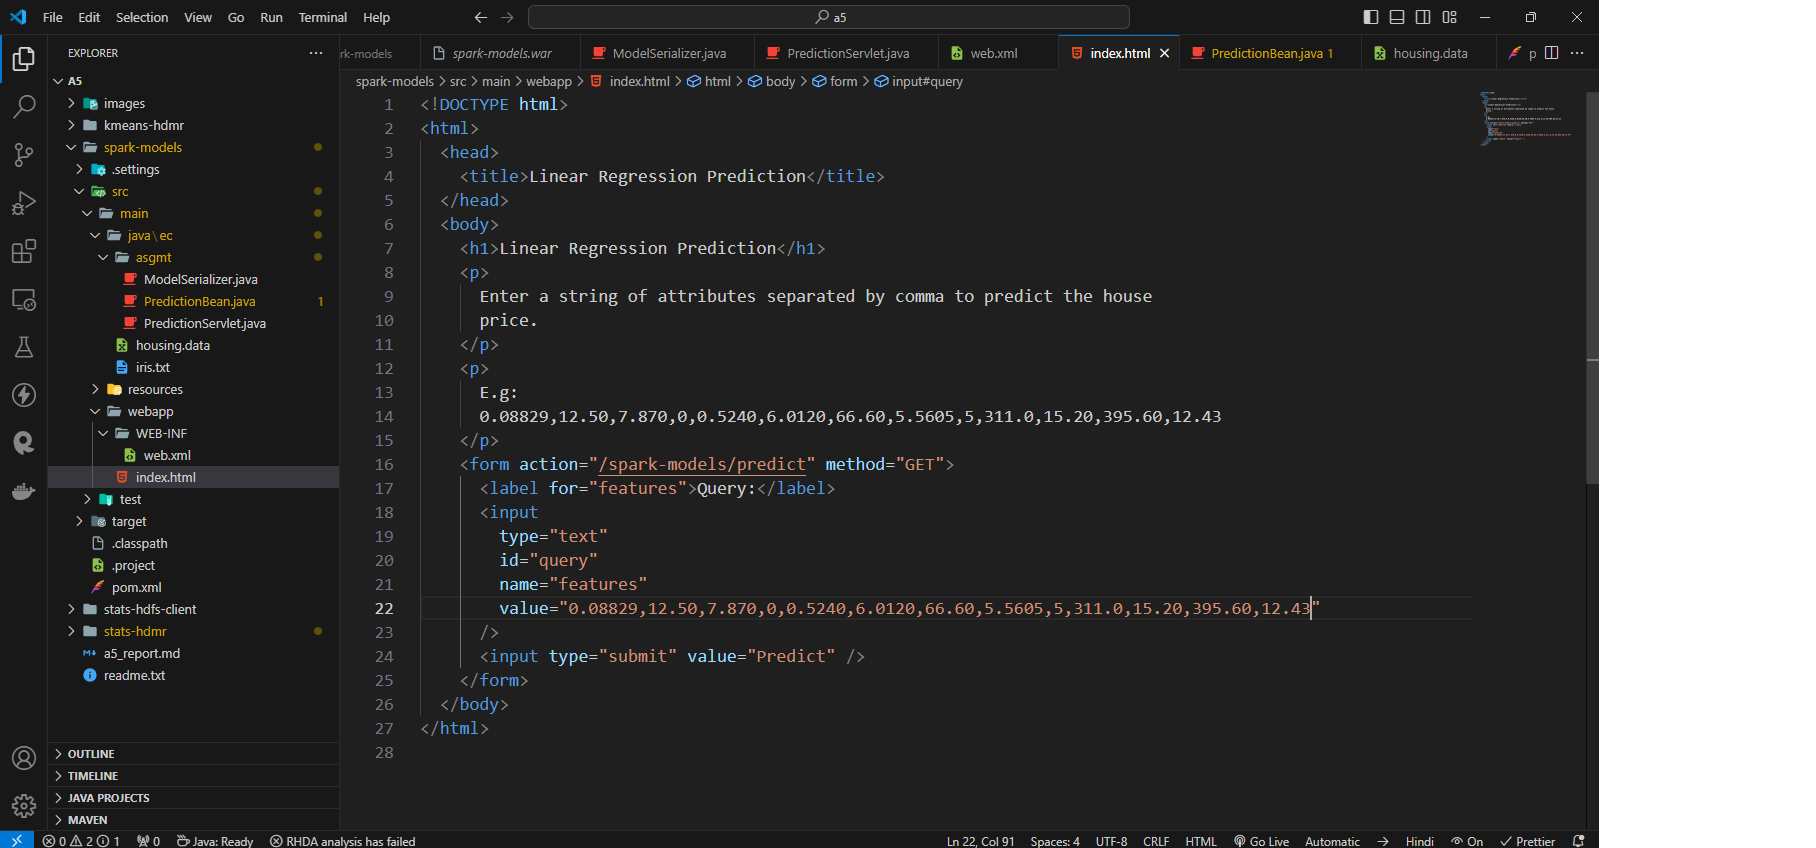 File Edit Selection View Go Run Terminal Help
a5
EXPLORER
rk-models spark-models.war ModelSerializer.java PredictionServlet.java web.xml index.html PredictionBean.java 1 housing.data p
spark-models > src > main > webapp > index.html > html > body > form > input#query
A5
images
kmeans-hdmr
spark-models
.settings
src
main
java\ec
asgmt
ModelSerializer.java
PredictionBean.java 1
PredictionServlet.java
housing.data
iris.txt
resources
webapp
WEB-INF
web.xml
index.html
test
target
.classpath
.project
pom.xml
stats-hdfs-client
stats-hdmr
a5_report.md
readme.txt
OUTLINE
TIMELINE
JAVA PROJECTS
MAVEN
1 <!DOCTYPE html>
2 <html>
3 <head>
4 <title>Linear Regression Prediction</title>
5 </head>
6 <body>
7 <h1>Linear Regression Prediction</h1>
8 <p>
9 Enter a string of attributes separated by comma to predict the house
10 price.
11 </p>
12 <p>
13 E.g:
14 0.08829,12.50,7.870,0,0.5240,6.0120,66.60,5.5605,5,311.0,15.20,395.60,12.43
15 </p>
16 <form action="/spark-models/predict" method="GET">
17 <label for="features">Query:</label>
18 <input
19 type="text"
20 id="query"
21 name="features"
22 value="0.08829,12.50,7.870,0,0.5240,6.0120,66.60,5.5605,5,311.0,15.20,395.60,12.43"
23 />
24 <input type="submit" value="Predict" />
25 </form>
26 </body>
27 </html>
28
0 2 1 0 Java: Ready RHDA analysis has failed Ln 22, Col 91 Spaces: 4 UTF-8 CRLF HTML Go Live Automatic Hindi On Prettier